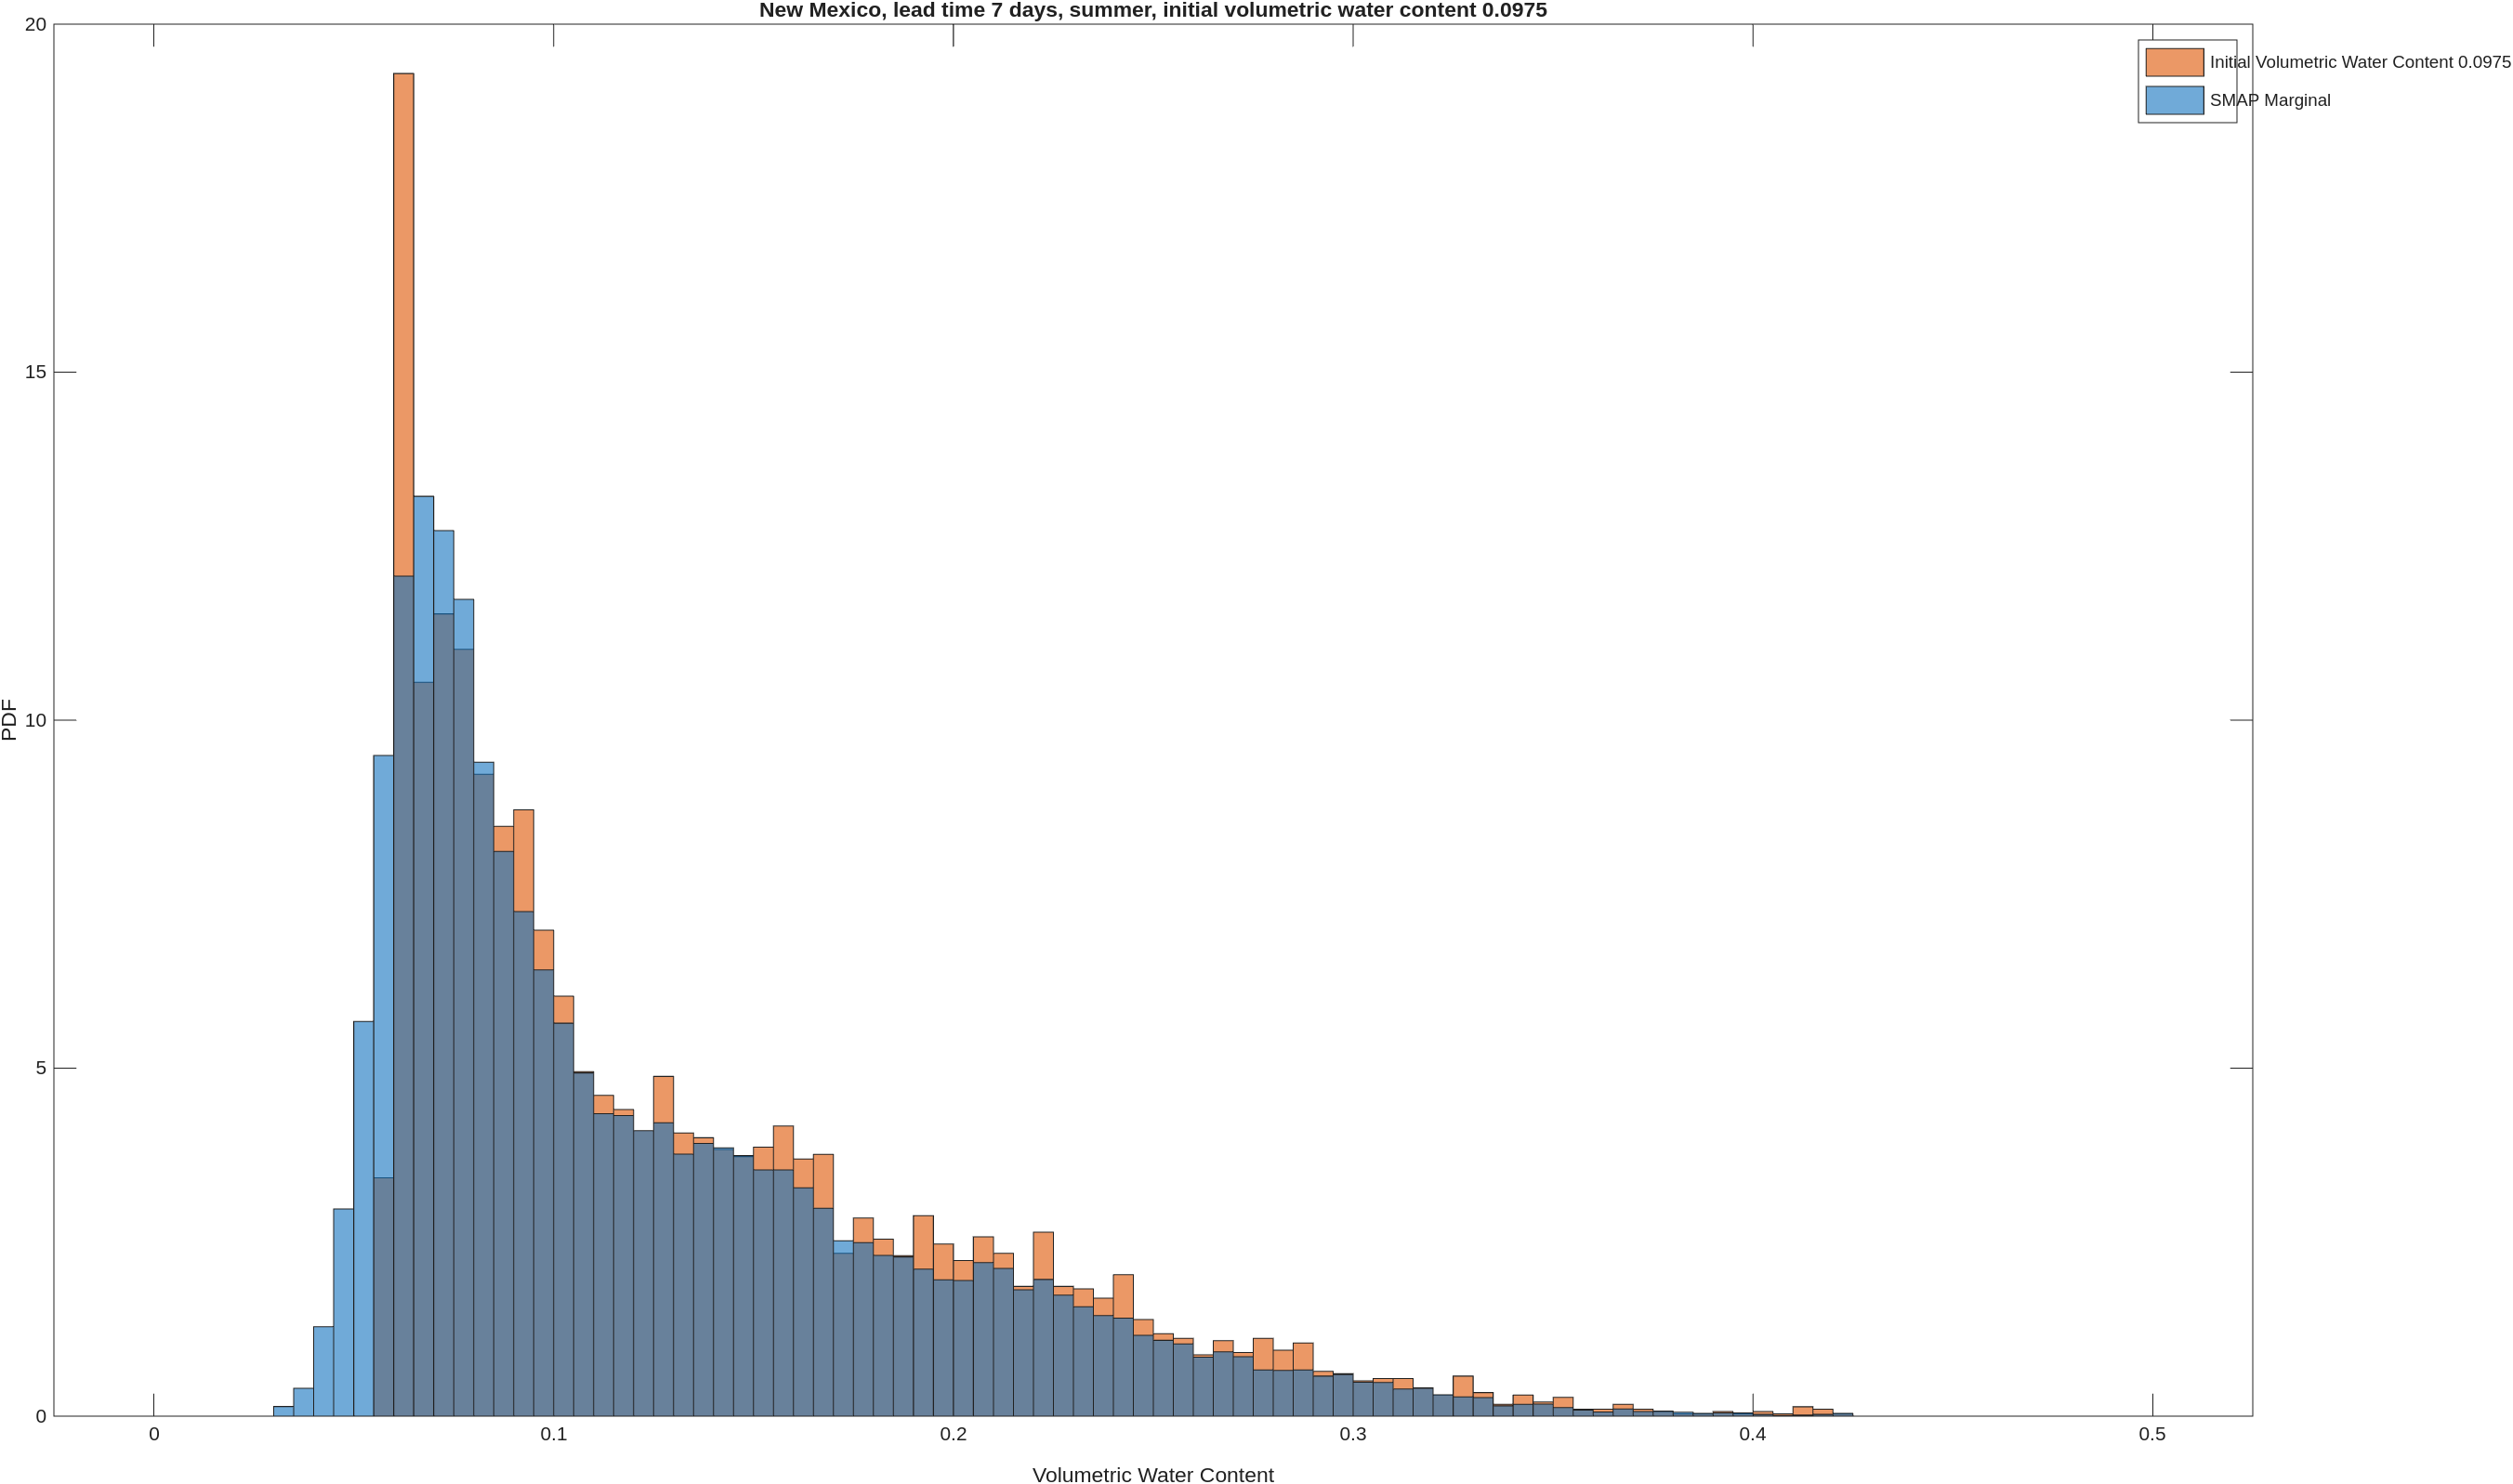 New Mexico, lead time 7 days, summer, initial volumetric water content 0.0975
20
15
10
5
0
PDF
Initial Volumetric Water Content 0.0975
SMAP Marginal
0 0.1 0.2 0.3 0.4 0.5
Volumetric Water Content